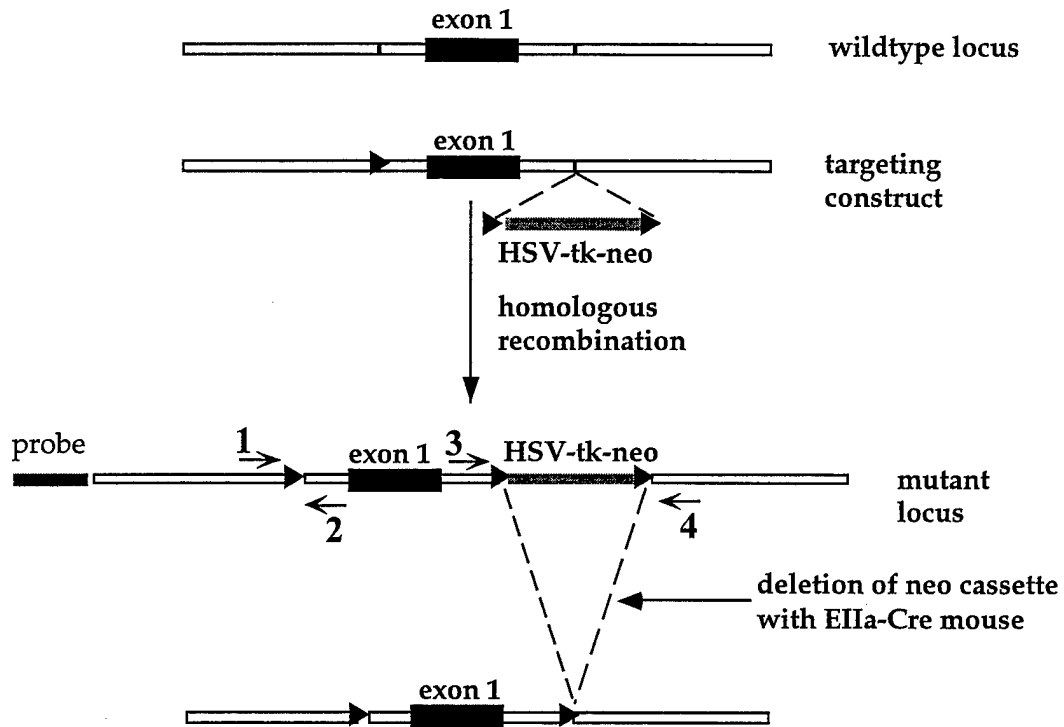 exon 1
wildtype locus
exon 1
targeting
construct
HSV-tk-neo
homologous
recombination
probe
1
exon 1
3
HSV-tk-neo
mutant
locus
2
4
deletion of neo cassette
with EIIa-Cre mouse
exon 1